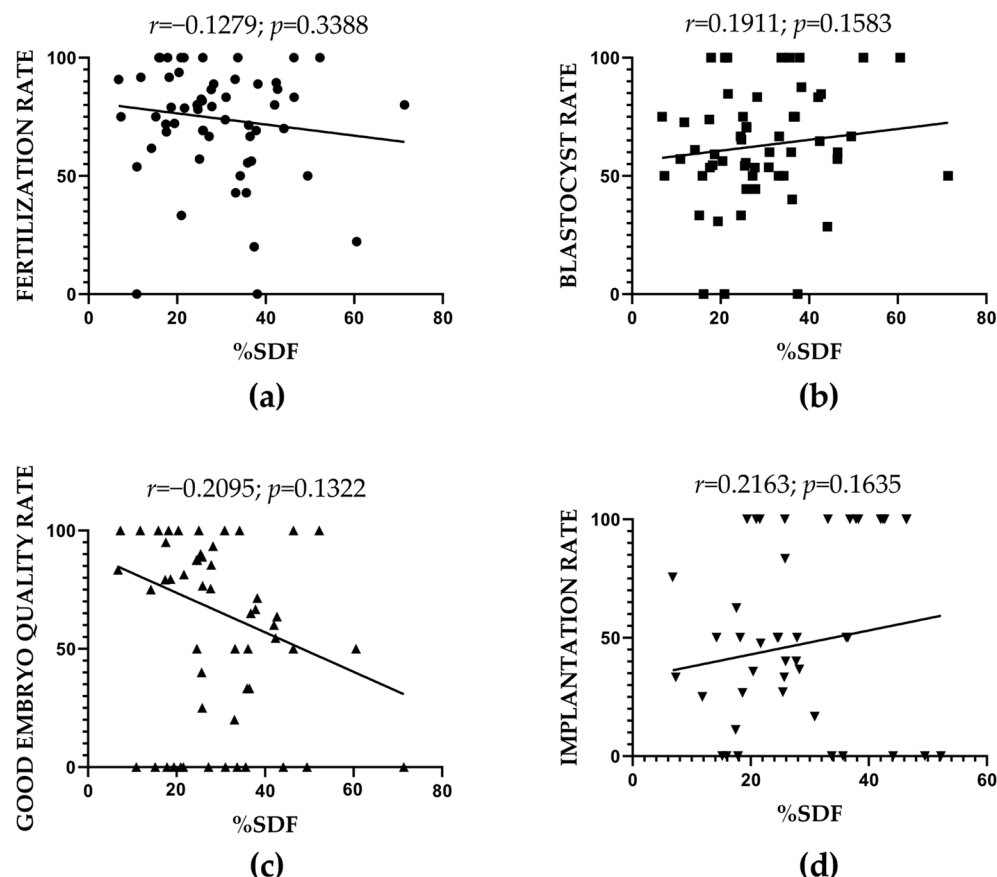 r=−0.1279; p=0.3388
FERTILIZATION RATE
100
50
0
0 20 40 60 80
%SDF
(a)
r=0.1911; p=0.1583
BLASTOCYST RATE
100
50
0
0 20 40 60 80
%SDF
(b)
r=−0.2095; p=0.1322
GOOD EMBRYO QUALITY RATE
100
50
0
0 20 40 60 80
%SDF
(c)
r=0.2163; p=0.1635
IMPLANTATION RATE
100
50
0
0 20 40 60
%SDF
(d)